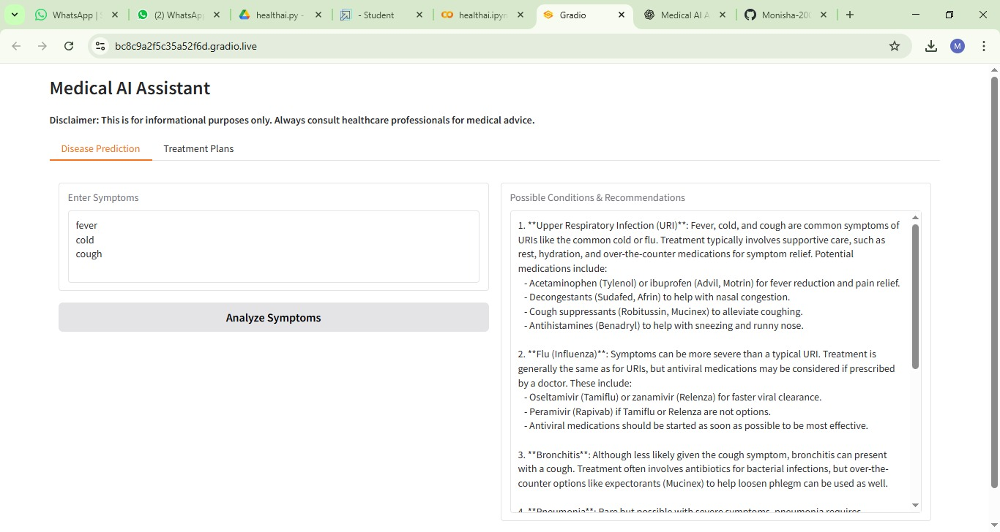 WhatsApp |
(2) WhatsAp
healthai.py -
- Student
healthai.ipyn
Gradio
Medical AI A
Monisha-200
bc8c9a2f5c35a52f6d.gradio.live
M
Medical AI Assistant
Disclaimer: This is for informational purposes only. Always consult healthcare professionals for medical advice.
Disease Prediction
Treatment Plans
Enter Symptoms
fever
cold
cough
Analyze Symptoms
Possible Conditions & Recommendations
1. **Upper Respiratory Infection (URI)**: Fever, cold, and cough are common symptoms of
URIs like the common cold or flu. Treatment typically involves supportive care, such as
rest, hydration, and over-the-counter medications for symptom relief. Potential
medications include:
- Acetaminophen (Tylenol) or ibuprofen (Advil, Motrin) for fever reduction and pain relief.
- Decongestants (Sudafed, Afrin) to help with nasal congestion.
- Cough suppressants (Robitussin, Mucinex) to alleviate coughing.
- Antihistamines (Benadryl) to help with sneezing and runny nose.
2. **Flu (Influenza)**: Symptoms can be more severe than a typical URI. Treatment is
generally the same as for URIs, but antiviral medications may be considered if prescribed
by a doctor. These include:
- Oseltamivir (Tamiflu) or zanamivir (Relenza) for faster viral clearance.
- Peramivir (Rapivab) if Tamiflu or Relenza are not options.
- Antiviral medications should be started as soon as possible to be most effective.
3. **Bronchitis**: Although less likely given the cough symptom, bronchitis can present
with a cough. Treatment often involves antibiotics for bacterial infections, but over-the-
counter options like expectorants (Mucinex) to help loosen phlegm can be used as well.
4. **Pneumonia**: Rare but possible with severe symptoms, pneumonia requires